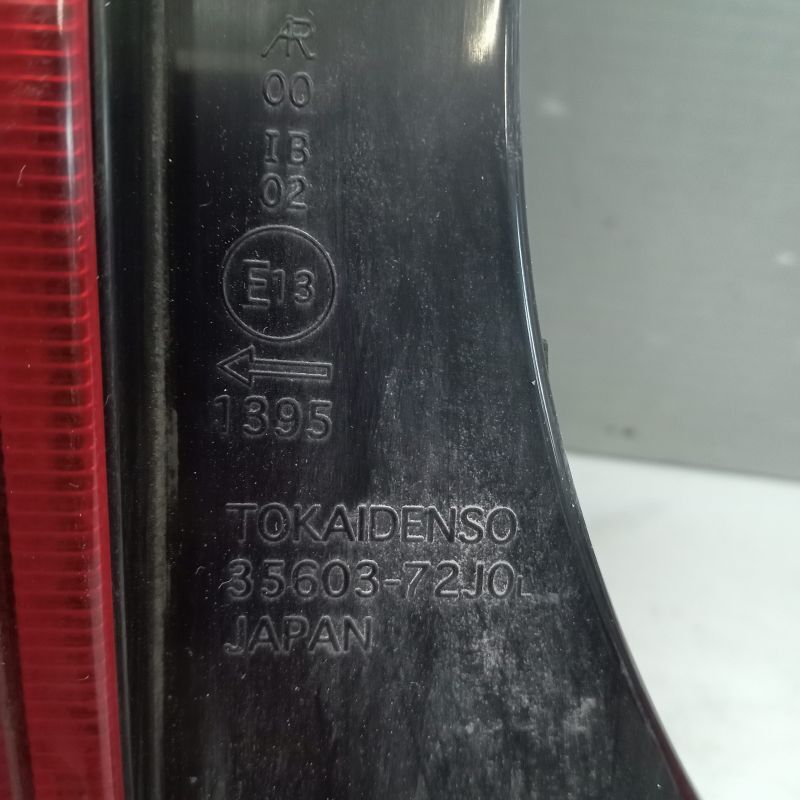 AR
00
IB
02
E13
1395
TOKAIDENSO
35603-72J0L
JAPAN